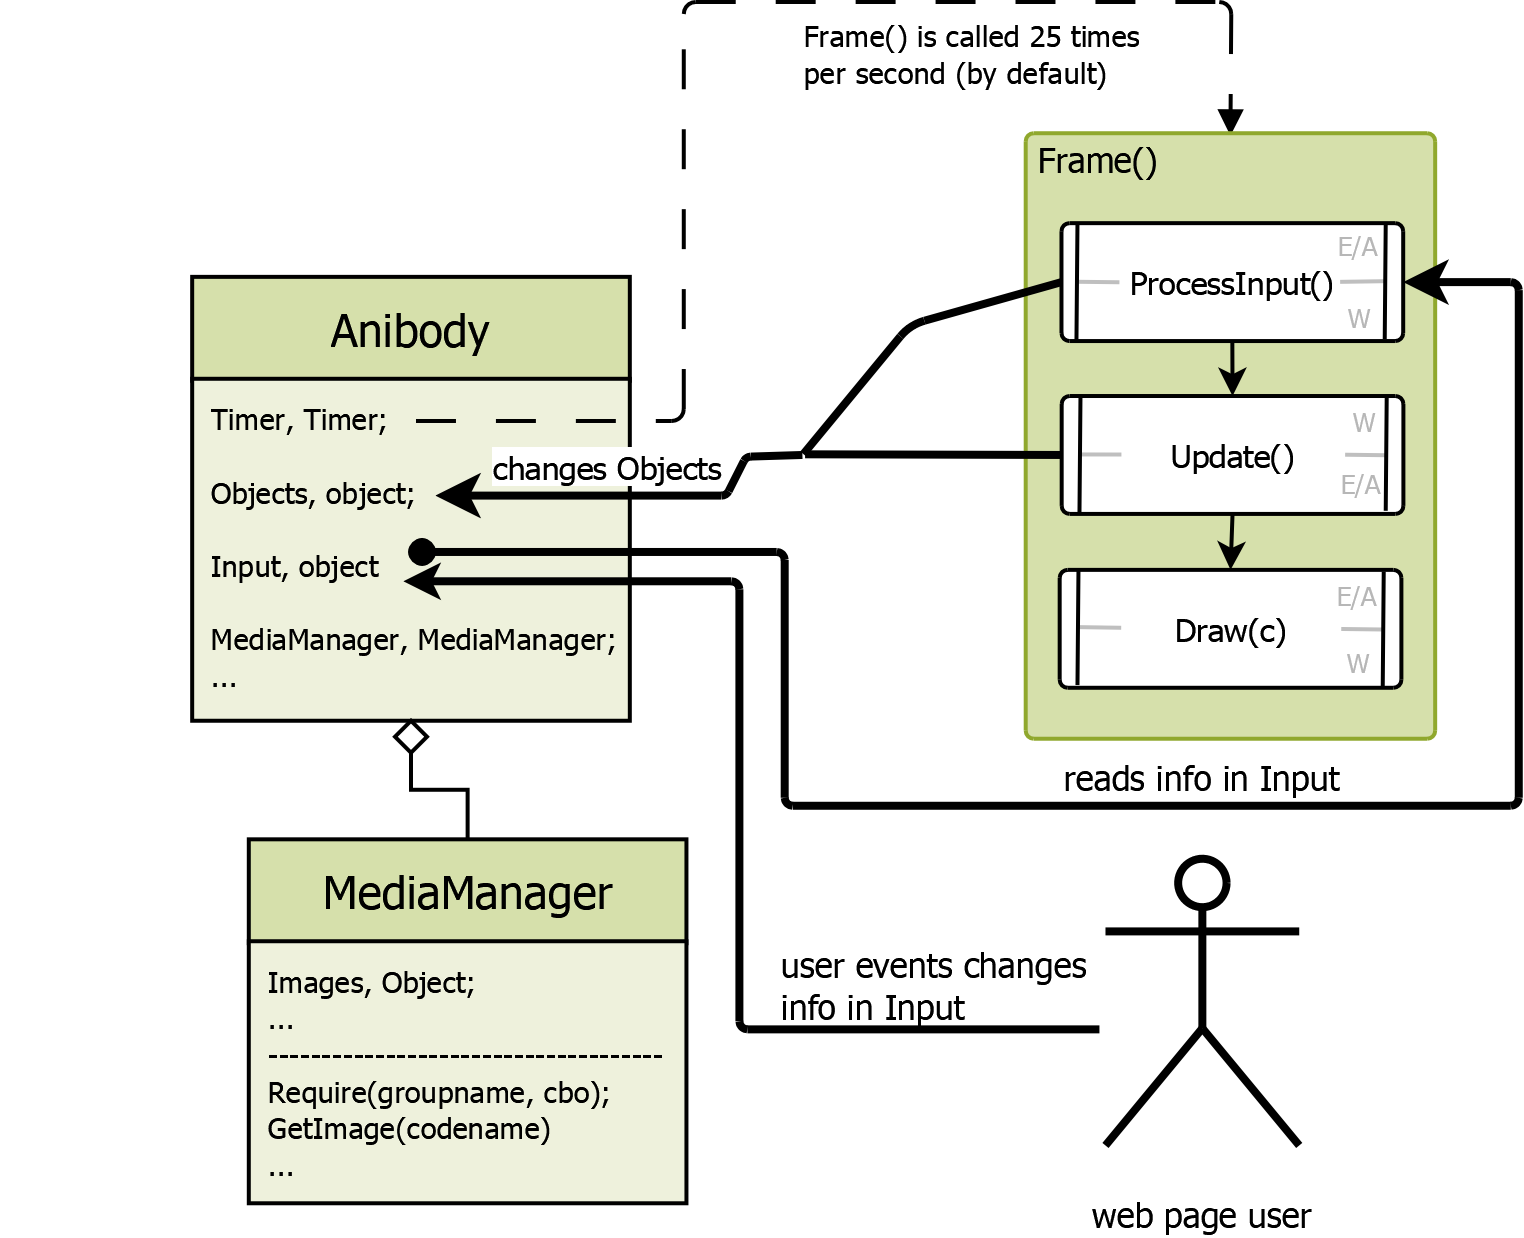 Frame() is called 25 times
per second (by default)
Frame()
E/A
ProcessInput()
W
W
Update()
E/A
E/A
Draw(c)
W
Anibody
Timer, Timer;
changes Objects
Objects, object;
Input, object
MediaManager, MediaManager;
...
reads info in Input
MediaManager
Images, Object;
...
-------------------------------------
Require(groupname, cbo);
GetImage(codename)
...
user events changes
info in Input
web page user